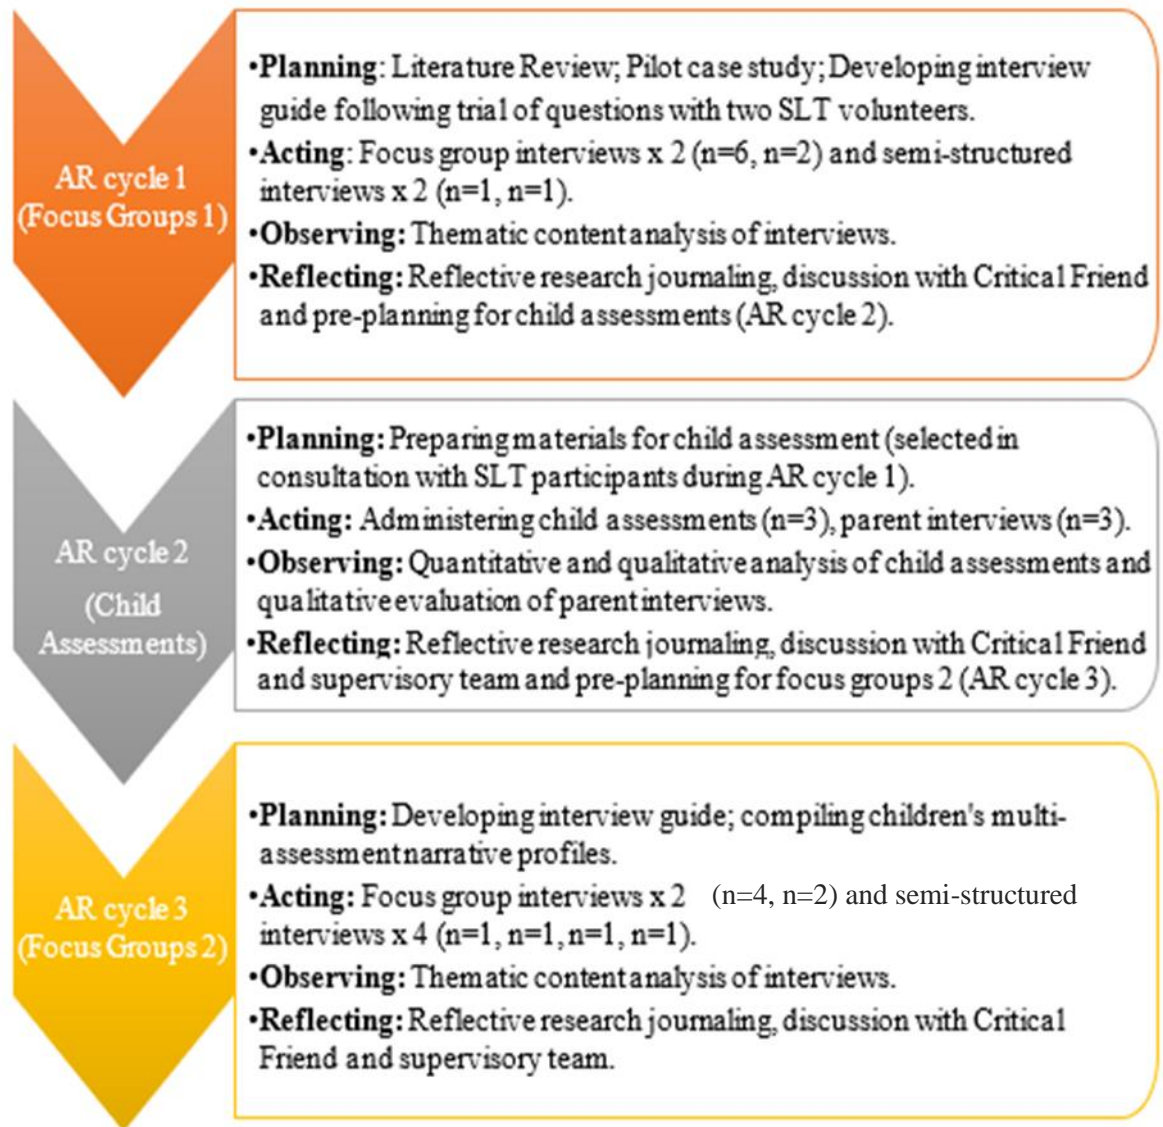 AR cycle 1
(Focus Groups 1)
•Planning: Literature Review; Pilot case study; Developing interview
guide following trial of questions with two SLT volunteers.
•Acting: Focus group interviews x 2 (n=6, n=2) and semi-structured
interviews x 2 (n=1, n=1).
•Observing: Thematic content analysis of interviews.
•Reflecting: Reflective research journaling, discussion with Critical Friend
and pre-planning for child assessments (AR cycle 2).
AR cycle 2
(Child
Assessments)
•Planning: Preparing materials for child assessment (selected in
consultation with SLT participants during AR cycle 1).
•Acting: Administering child assessments (n=3), parent interviews (n=3).
•Observing: Quantitative and qualitative analysis of child assessments and
qualitative evaluation of parent interviews.
•Reflecting: Reflective research journaling, discussion with Critical Friend
and supervisory team and pre-planning for focus groups 2 (AR cycle 3).
AR cycle 3
(Focus Groups 2)
•Planning: Developing interview guide; compiling children's multi-
assessment narrative profiles.
•Acting: Focus group interviews x 2 (n=4, n=2) and semi-structured
interviews x 4 (n=1, n=1, n=1, n=1).
•Observing: Thematic content analysis of interviews.
•Reflecting: Reflective research journaling, discussion with Critical
Friend and supervisory team.